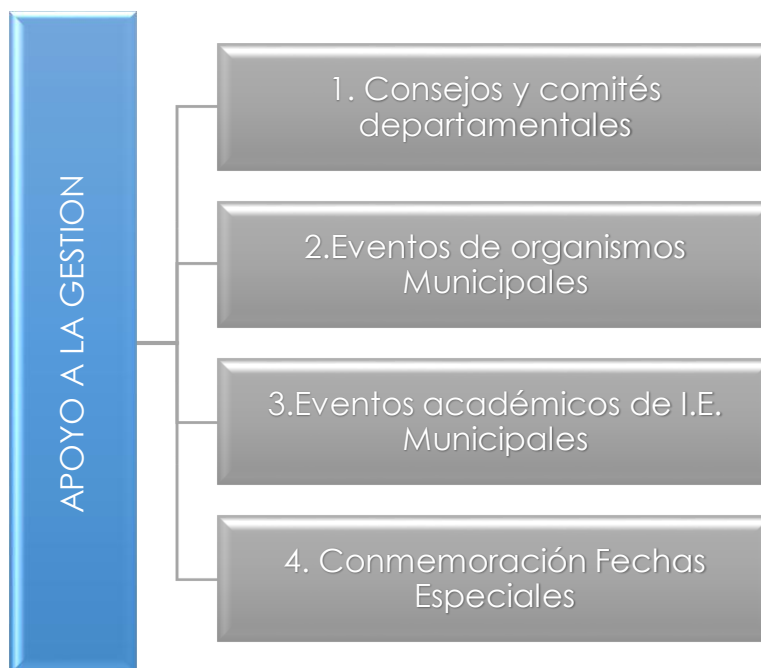 APOYO A LA GESTION
1. Consejos y comités
departamentales
2.Eventos de organismos
Municipales
3.Eventos académicos de I.E.
Municipales
4. Conmemoración Fechas
Especiales